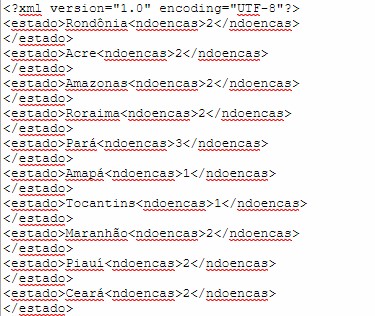 <?xml version="1.0" encoding="UTF-8"?>
<estado>Rondônia<ndoencas>2</ndoencas>
</estado>
<estado>Acre<ndoencas>2</ndoencas>
</estado>
<estado>Amazonas<ndoencas>2</ndoencas>
</estado>
<estado>Roraima<ndoencas>2</ndoencas>
</estado>
<estado>Pará<ndoencas>3</ndoencas>
</estado>
<estado>Amapá<ndoencas>1</ndoencas>
</estado>
<estado>Tocantins<ndoencas>1</ndoencas>
</estado>
<estado>Maranhão<ndoencas>2</ndoencas>
</estado>
<estado>Piauí<ndoencas>2</ndoencas>
</estado>
<estado>Ceará<ndoencas>2</ndoencas>
</estado>